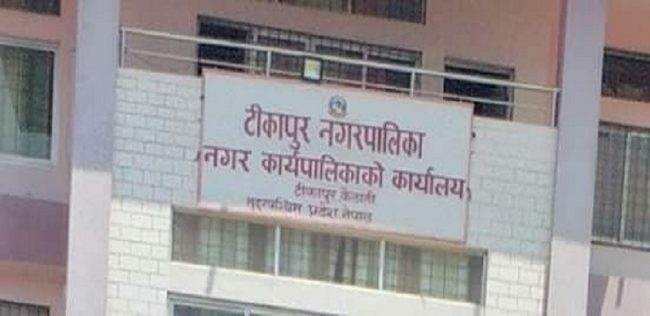 टीकापुर नगरपालिका
नगर कार्यपालिकाको कार्यालय
टीकापुर, कैलाली
सुदूरपश्चिम प्रदेश, नेपाल